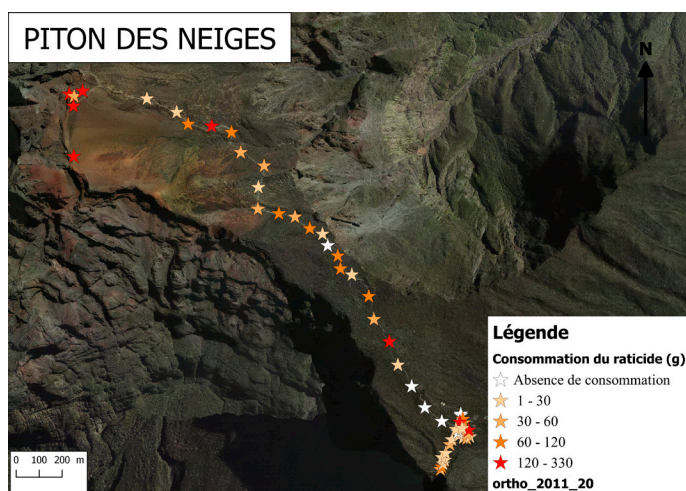 PITON DES NEIGES
N
Légende
Consommation du raticide (g)
Absence de consommation
1 - 30
30 - 60
60 - 120
120 - 330
ortho_2011_20
0 100 200 m